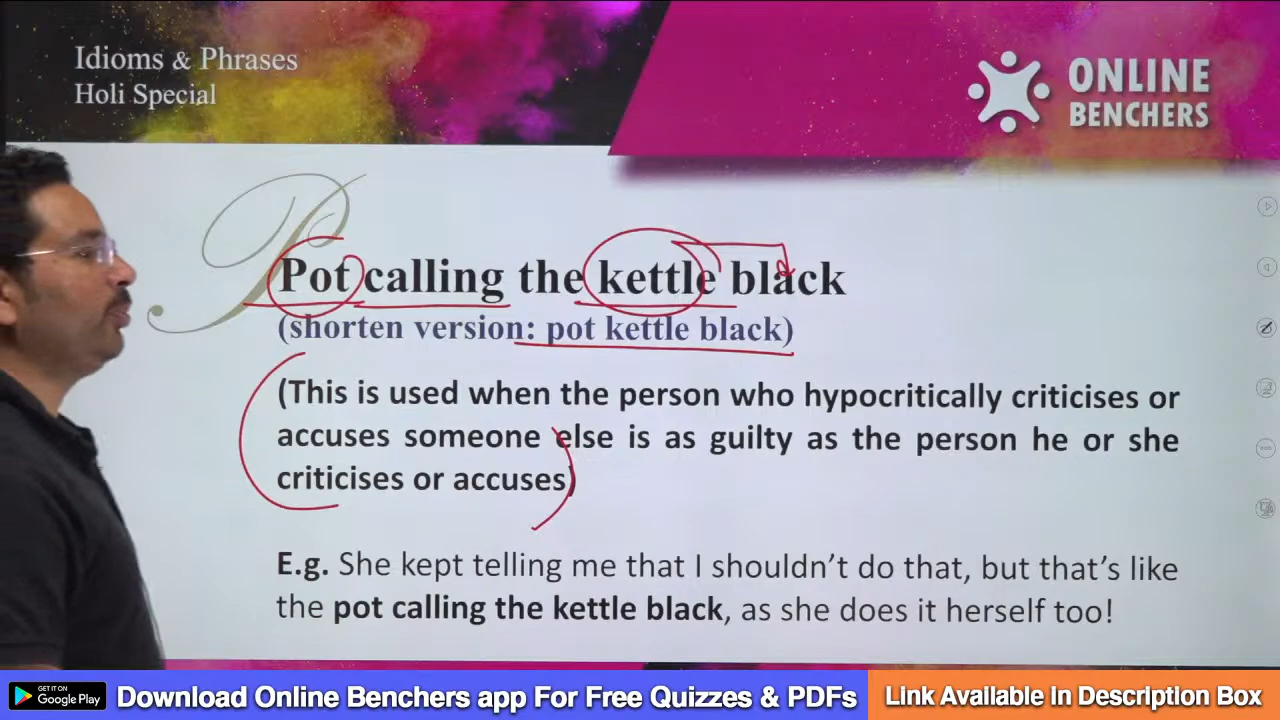 Idioms & Phrases
Holi Special
ONLINE
BENCHERS
P
Pot calling the kettle black
(shorten version: pot kettle black)
(This is used when the person who hypocritically criticises or
accuses someone else is as guilty as the person he or she
criticises or accuses)
E.g. She kept telling me that I shouldn't do that, but that's like
the pot calling the kettle black, as she does it herself too!
GET IT ON
Google Play
Download Online Benchers app For Free Quizzes & PDFs
Link Available In Description Box